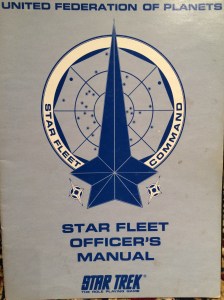 UNITED FEDERATION OF PLANETS
STAR FLEET COMMAND
STAR FLEET
OFFICER'S
MANUAL
STAR TREK
THE ROLE PLAYING GAME